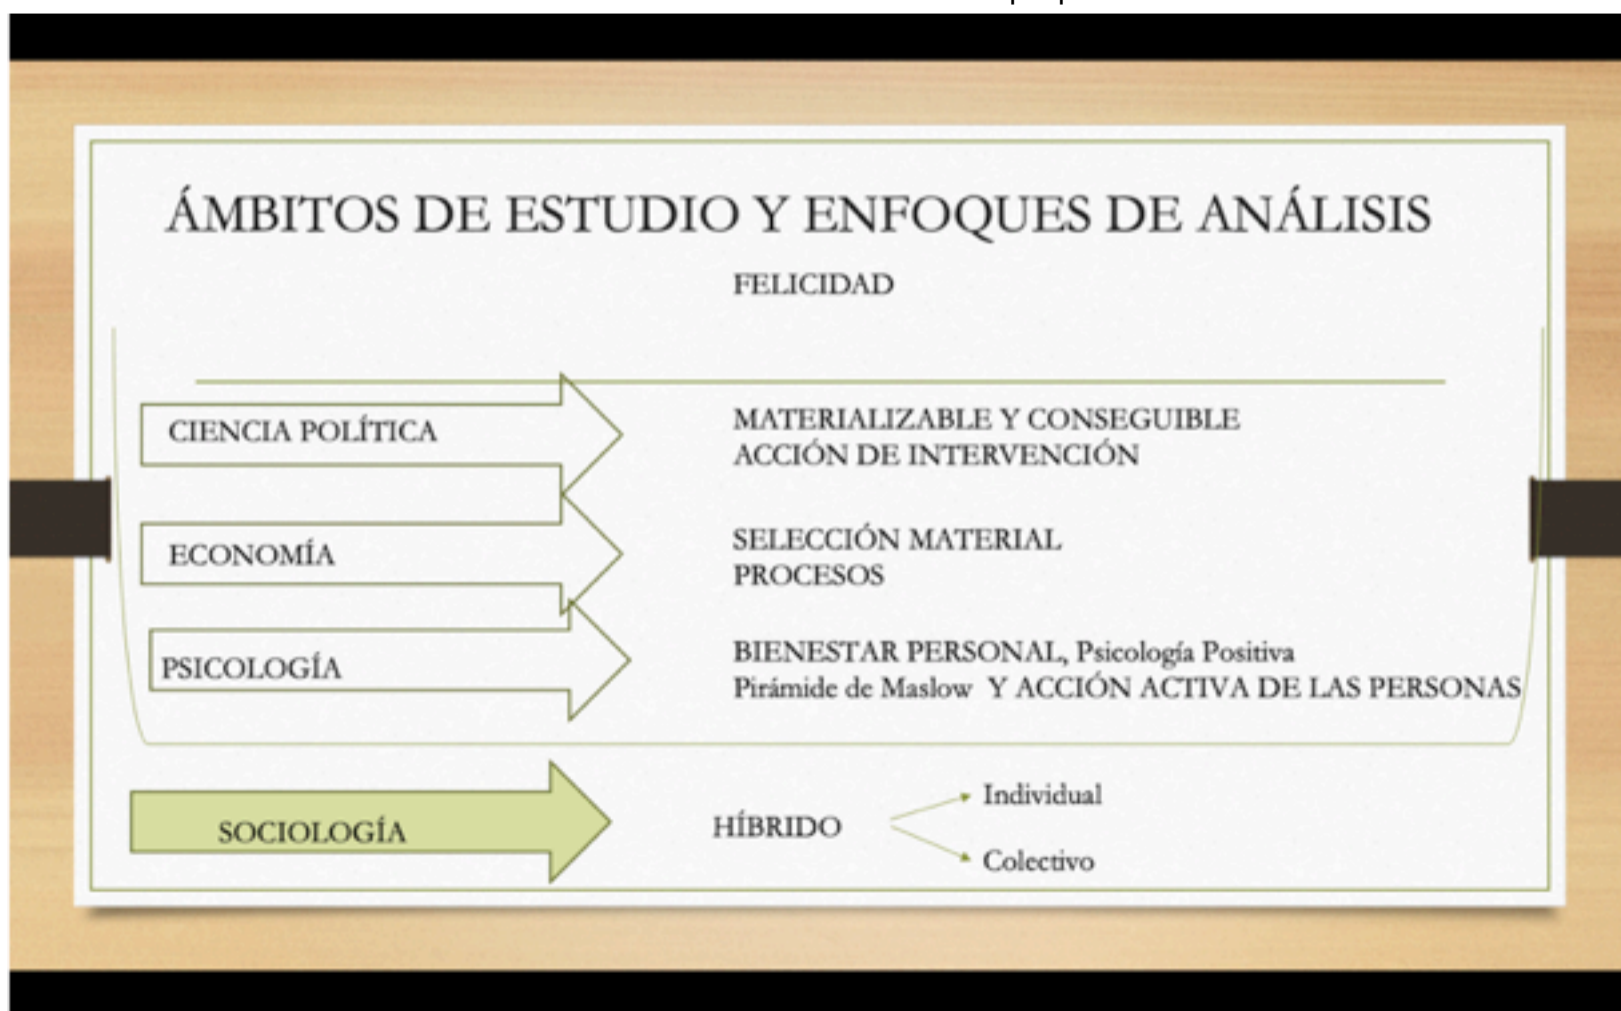 ÁMBITOS DE ESTUDIO Y ENFOQUES DE ANÁLISIS
FELICIDAD
CIENCIA POLÍTICA
MATERIALIZABLE Y CONSEGUIBLE
ACCIÓN DE INTERVENCIÓN
ECONOMÍA
SELECCIÓN MATERIAL
PROCESOS
PSICOLOGÍA
BIENESTAR PERSONAL, Psicología Positiva
Pirámide de Maslow Y ACCIÓN ACTIVA DE LAS PERSONAS
SOCIOLOGÍA
HÍBRIDO
Individual
Colectivo